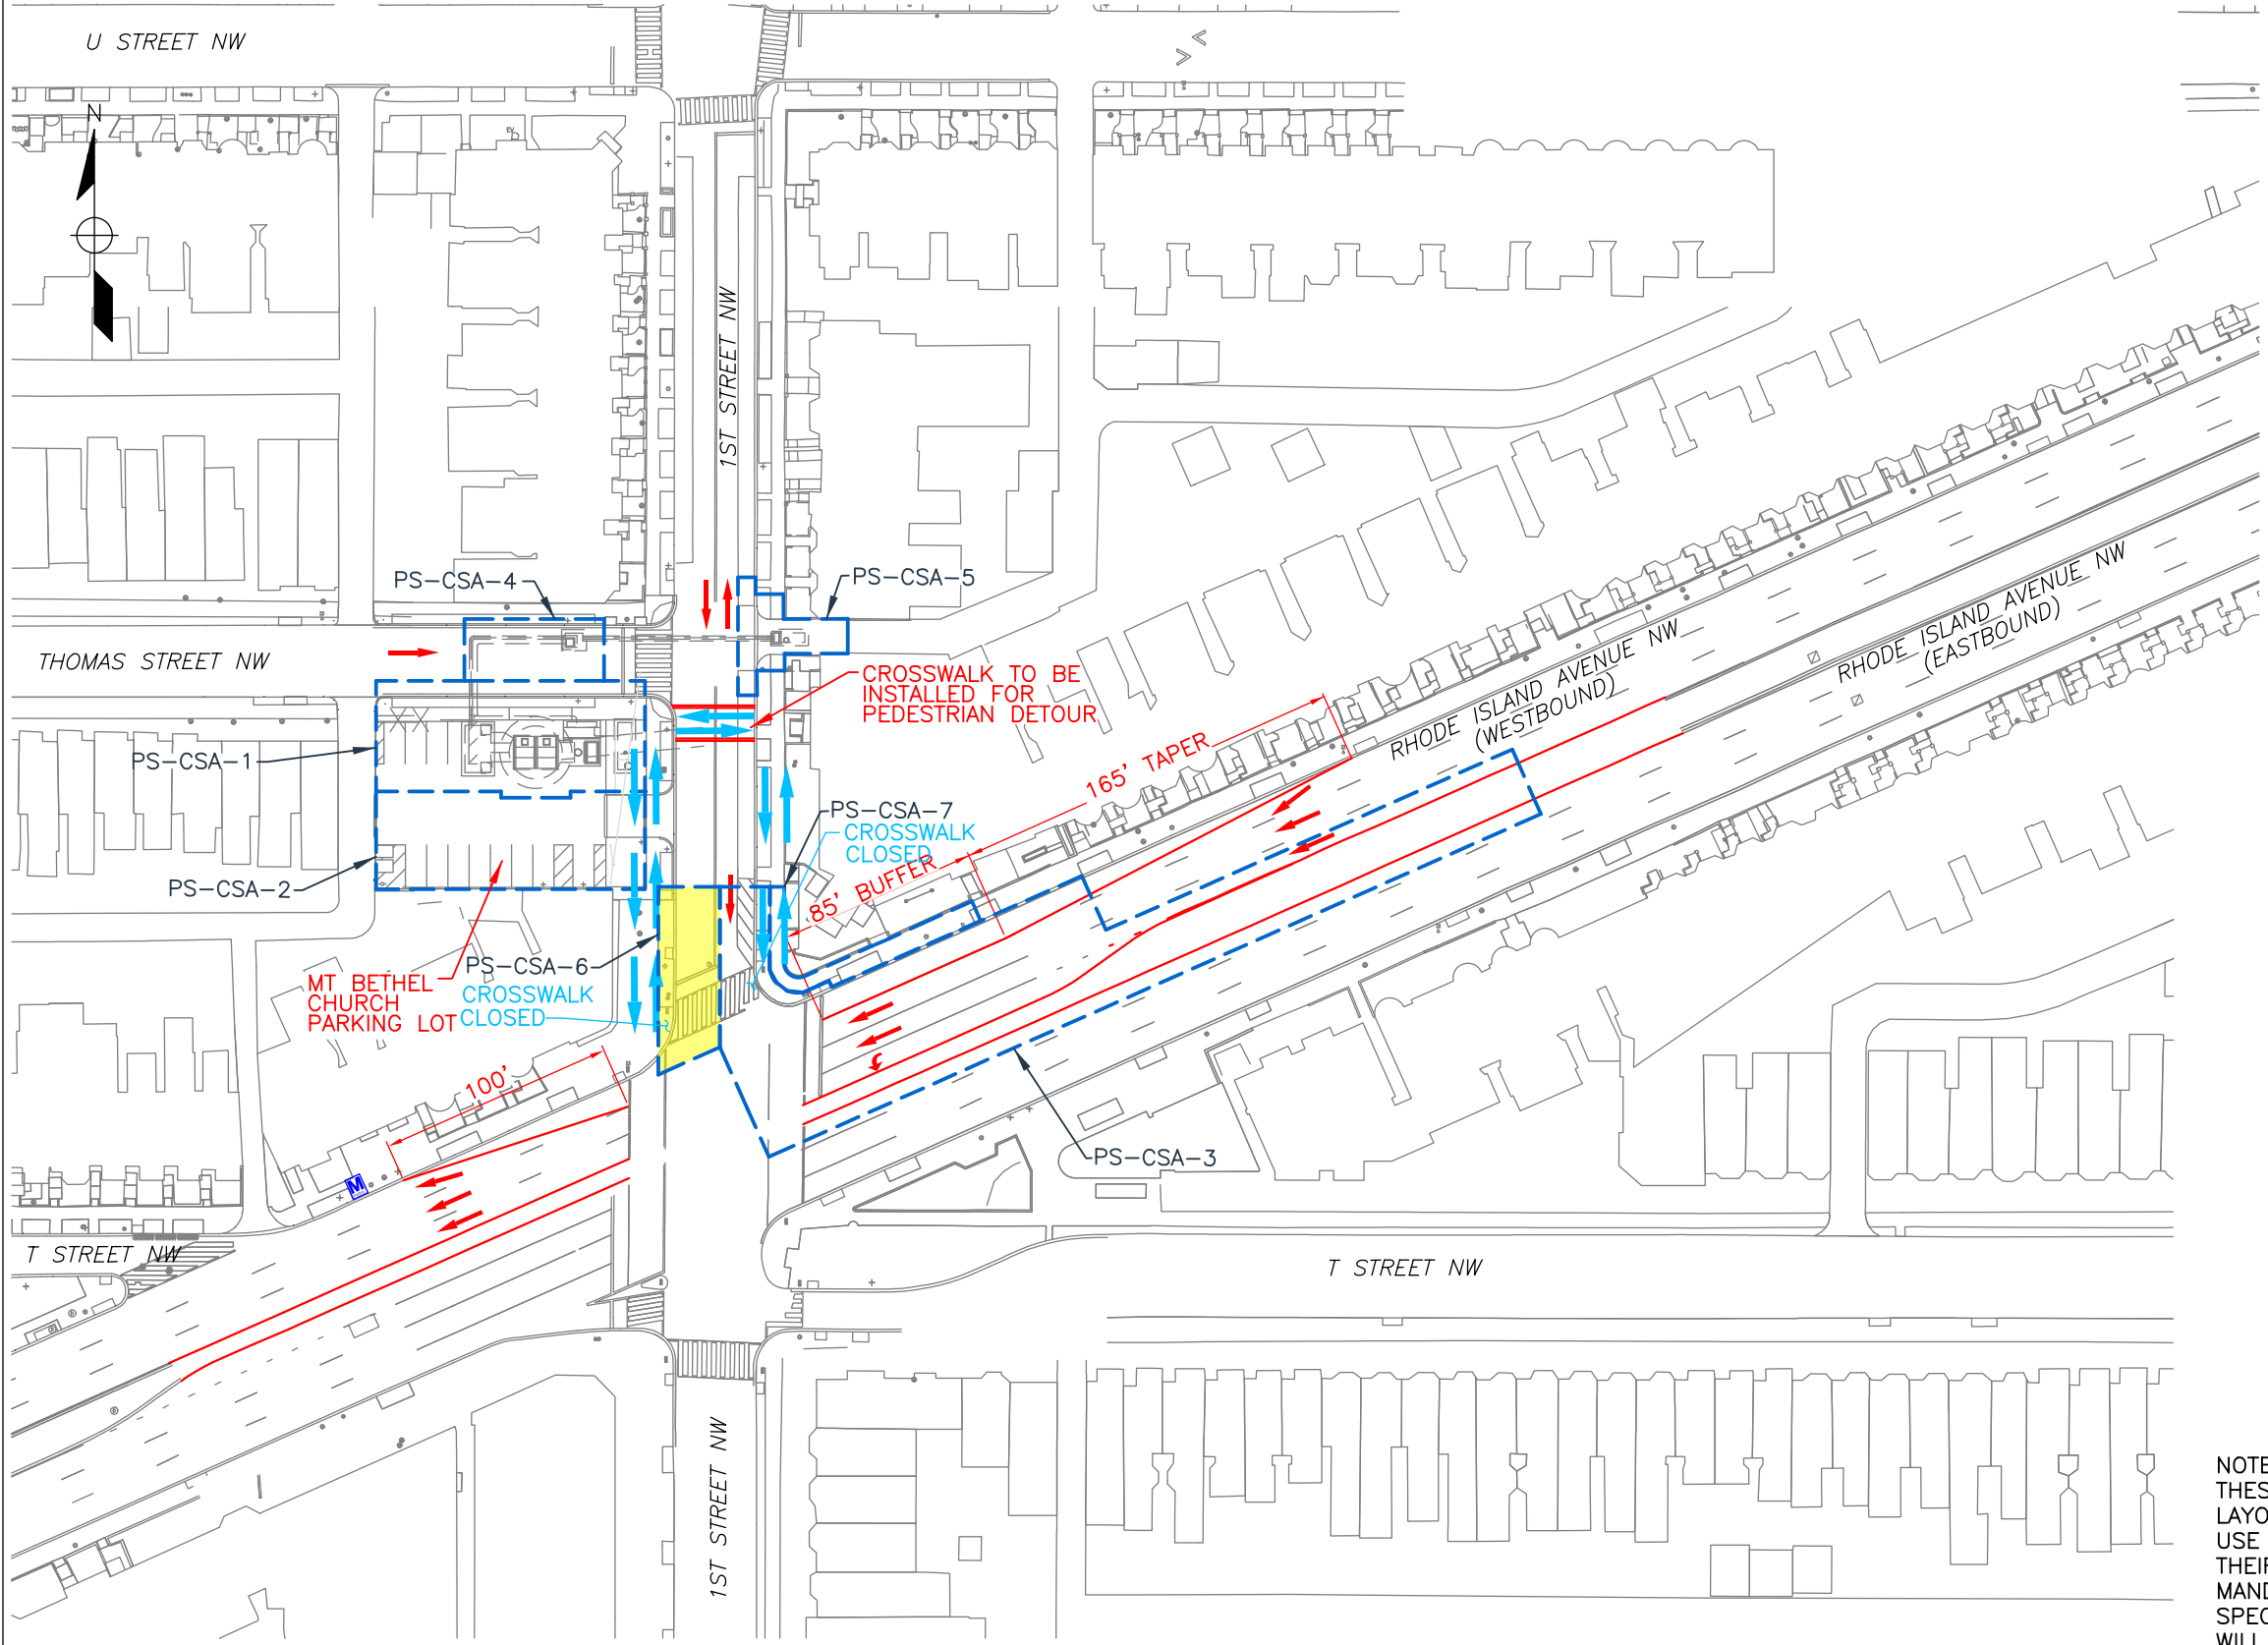 U STREET NW
N
1ST STREET NW
PS-CSA-4
PS-CSA-5
THOMAS STREET NW
CROSSWALK TO BE
INSTALLED FOR
PEDESTRIAN DETOUR
RHODE ISLAND AVENUE NW
(WESTBOUND)
RHODE ISLAND AVENUE NW
(EASTBOUND)
PS-CSA-1
165' TAPER
PS-CSA-7
CROSSWALK
CLOSED
PS-CSA-2
85' BUFFER
PS-CSA-6
MT BETHEL
CHURCH
PARKING LOT
CROSSWALK
CLOSED
100'
PS-CSA-3
M
T STREET NW
T STREET NW
1ST STREET NW
NOTE
THES
LAYO
USE
THEIR
MAND
SPEC
WILL